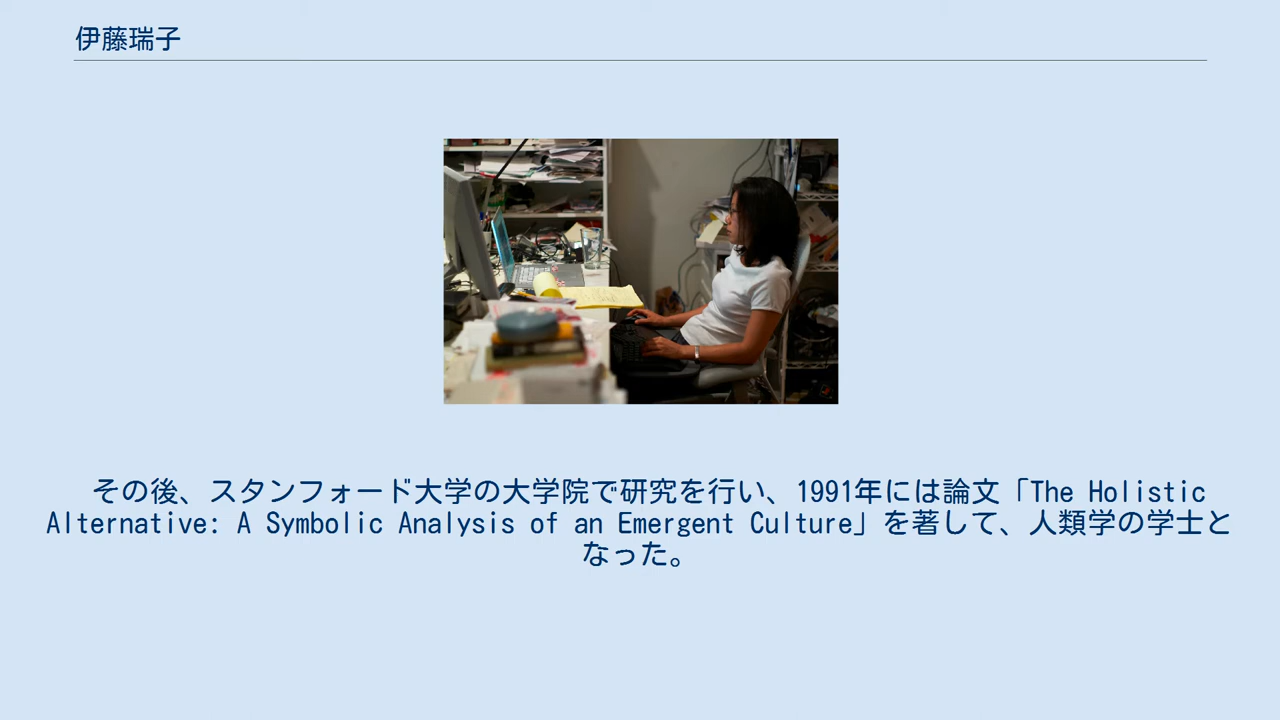 伊藤瑞子
その後、スタンフォード大学の大学院で研究を行い、1991年には論文「The Holistic
Alternative: A Symbolic Analysis of an Emergent Culture」を著して、人類学の学士と
なった。